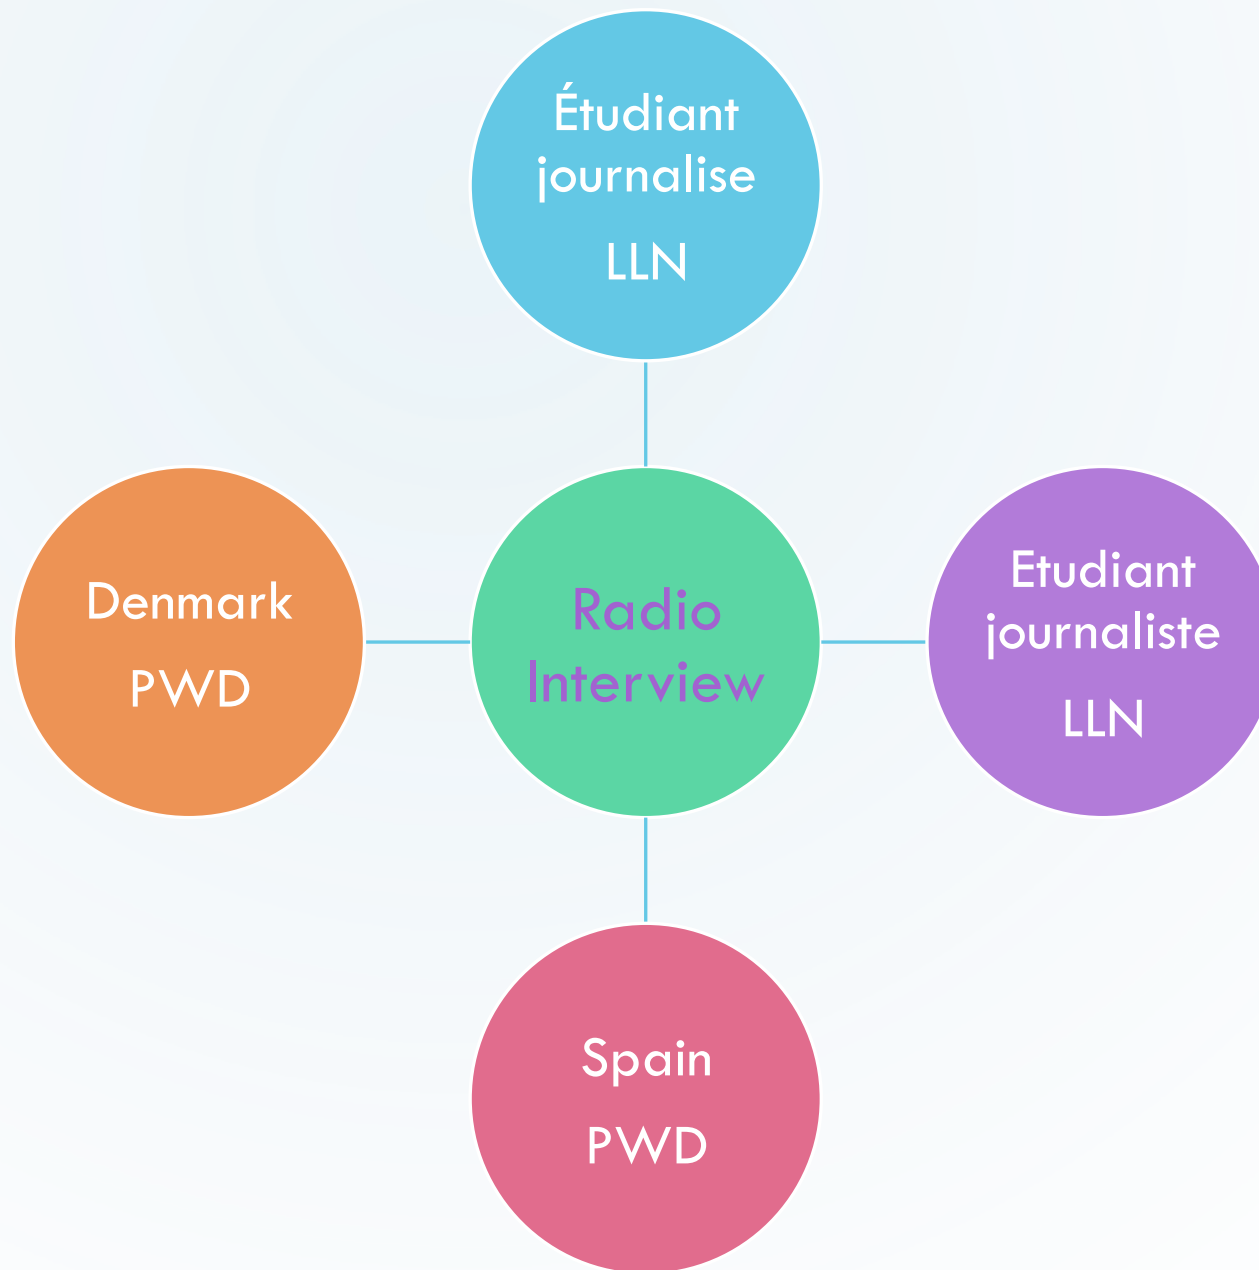 Étudiant
journalise
LLN
Denmark
PWD
Radio
Interview
Etudiant
journaliste
LLN
Spain
PWD